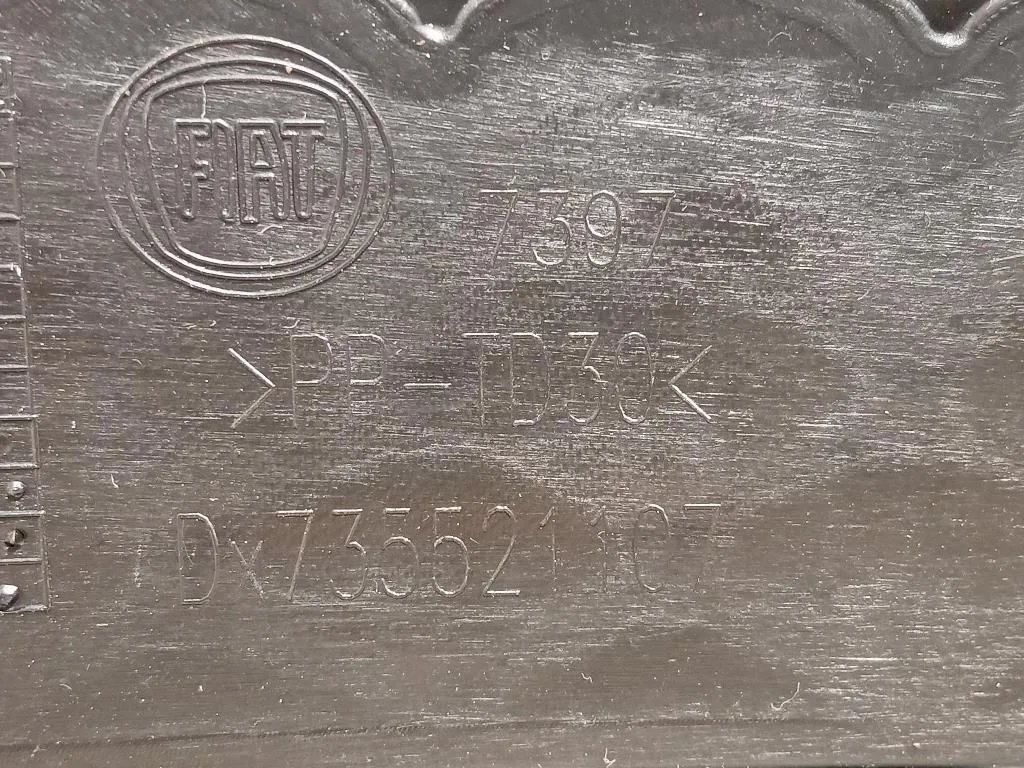 FIAT
7397
>PP-TD30<
Dx735521107